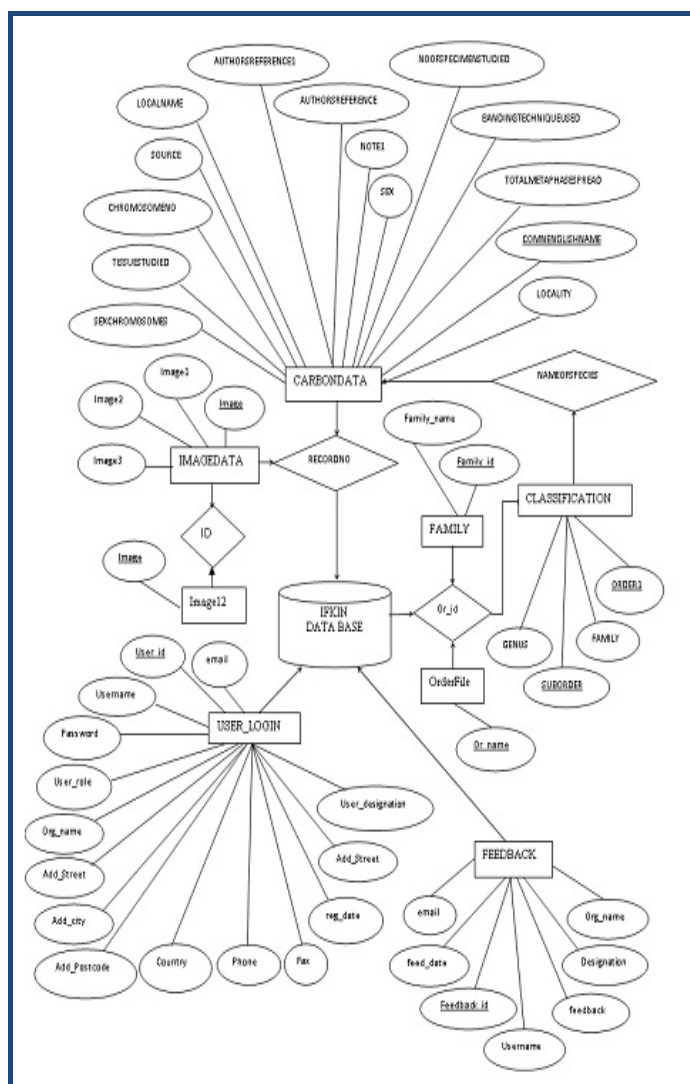 AUTHORSREFERENCE1
NOOFSPECIMENSTUDIED
LOCALNAME
AUTHORSREFERENCE
BANDINGTECHNIQUEUSED
NOTE1
SOURCE
SEX
TOTALMETAPHASESPREAD
CHROMOSOMENO
COMNENGLISHNAME
TISSUESTUDIED
LOCALITY
SEXCHROMOSOMES
CARBONDATA
NAMEOFSPECIES
Image1
Image2
Image
Family_name
Image3
IMAGEDATA
RECORDING
Family_id
CLASSIFICATION
FAMILY
ID
Image
Image12
ORDER1
IFKIN
DATA BASE
Or_id
FAMILY
GENUS
SUBORDER
User_id
email
OrderFile
Username
USER_LOGIN
Or_name
Password
User_role
User_designation
Org_name
Add_Street
Add_Street
FEEDBACK
Add_city
reg_date
email
Org_name
Add_Postcode
Country
Phone
Fax
feed_date
Designation
Feedback_id
feedback
Username